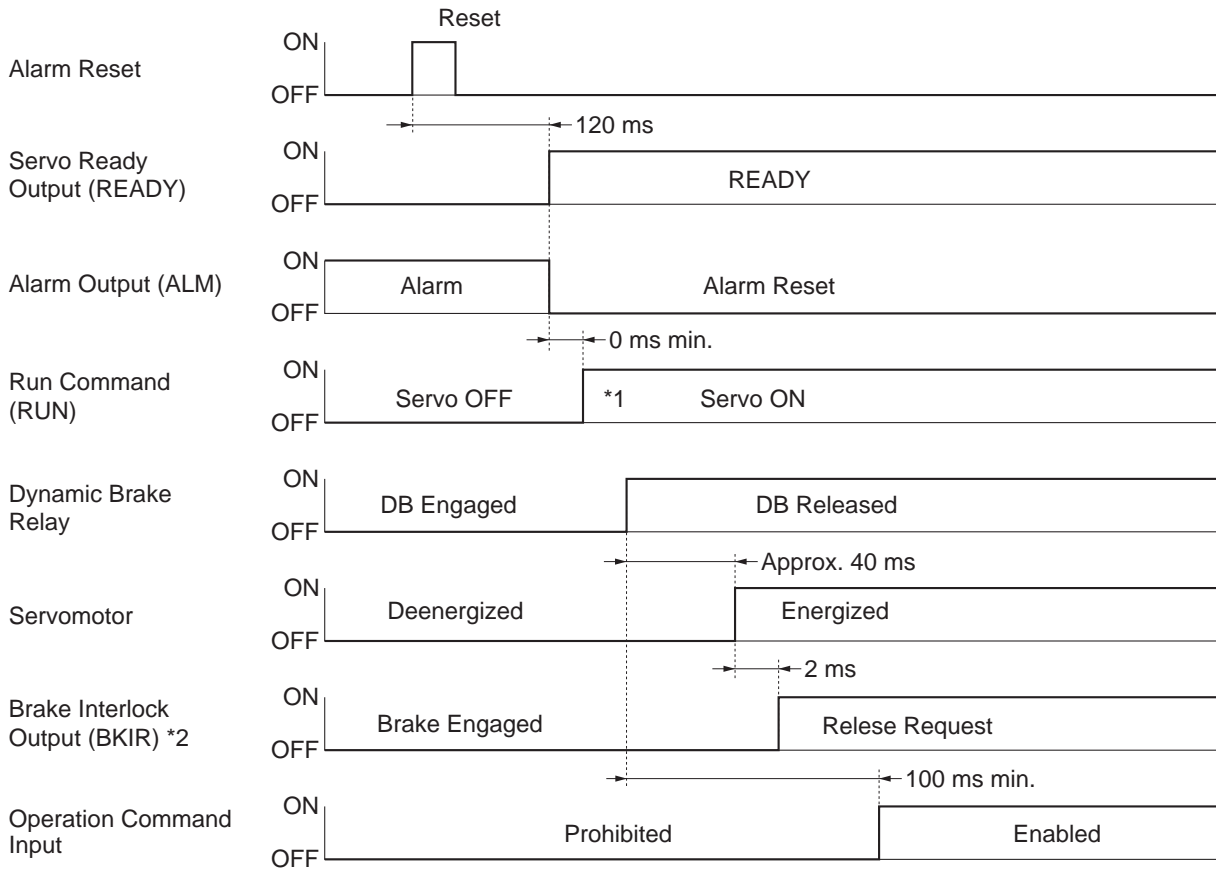 Reset
ON
Alarm Reset
OFF
120 ms
ON
Servo Ready
Output (READY)
READY
OFF
ON
Alarm Output (ALM)
Alarm
Alarm Reset
OFF
0 ms min.
ON
Run Command
(RUN)
Servo OFF
*1
Servo ON
OFF
ON
Dynamic Brake
Relay
DB Engaged
DB Released
OFF
Approx. 40 ms
ON
Servomotor
Deenergized
Energized
OFF
2 ms
ON
Brake Interlock
Output (BKIR) *2
Brake Engaged
Relese Request
OFF
100 ms min.
ON
Operation Command
Input
Prohibited
Enabled
OFF